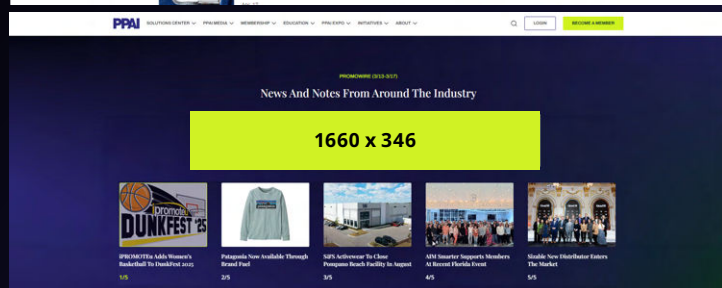 PPAI
SOLUTIONS CENTER PPAI MEDIA MEMBERSHIP EDUCATION PPAI EXPO INITIATIVES ABOUT
LOGIN
BECOME A MEMBER
PROMOWIRE (3/13-3/17)
News And Notes From Around The Industry
1660 x 346
ipromoteu
DUNKFEST '25
iPROMOTEu Adds Women's
Basketball To DunkFest 2025
1/5
Patagonia Now Available Through
Brand Fuel
2/5
S&S Activewear To Close
Pompano Beach Facility In August
3/5
AIM Smarter Supports Members
At Recent Florida Event
4/5
Sizable New Distributor Enters
The Market
5/5